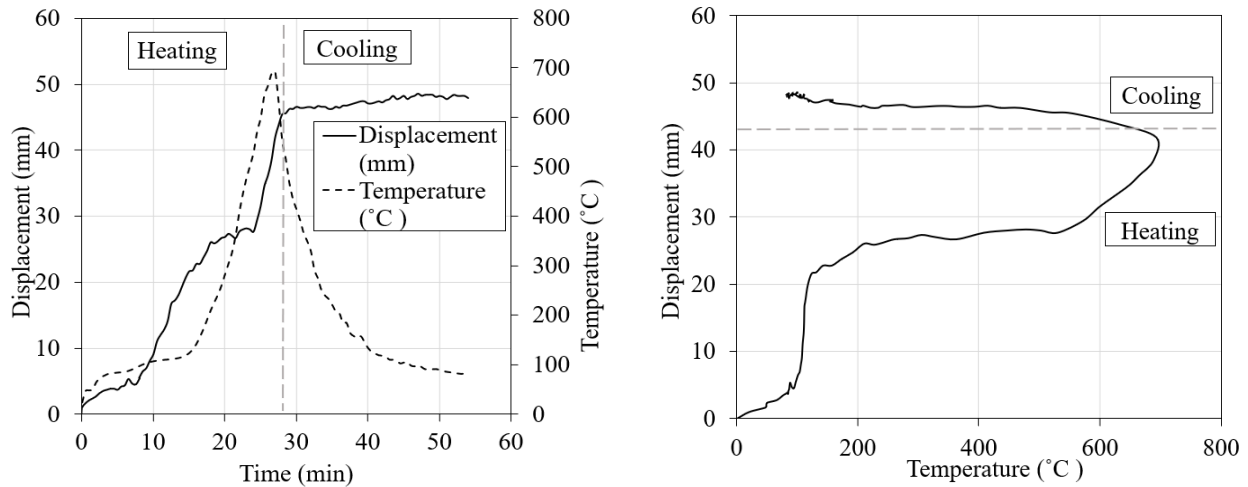 60
50
40
30
20
10
0
Displacement (mm)
0
10
20
30
40
50
60
Time (min)
800
700
600
500
400
300
200
100
0
Temperature (˚C )
Heating
Cooling
Displacement
(mm)
Temperature
(˚C )
60
50
40
30
20
10
0
Displacement (mm)
0
200
400
600
800
Temperature (˚C )
Cooling
Heating